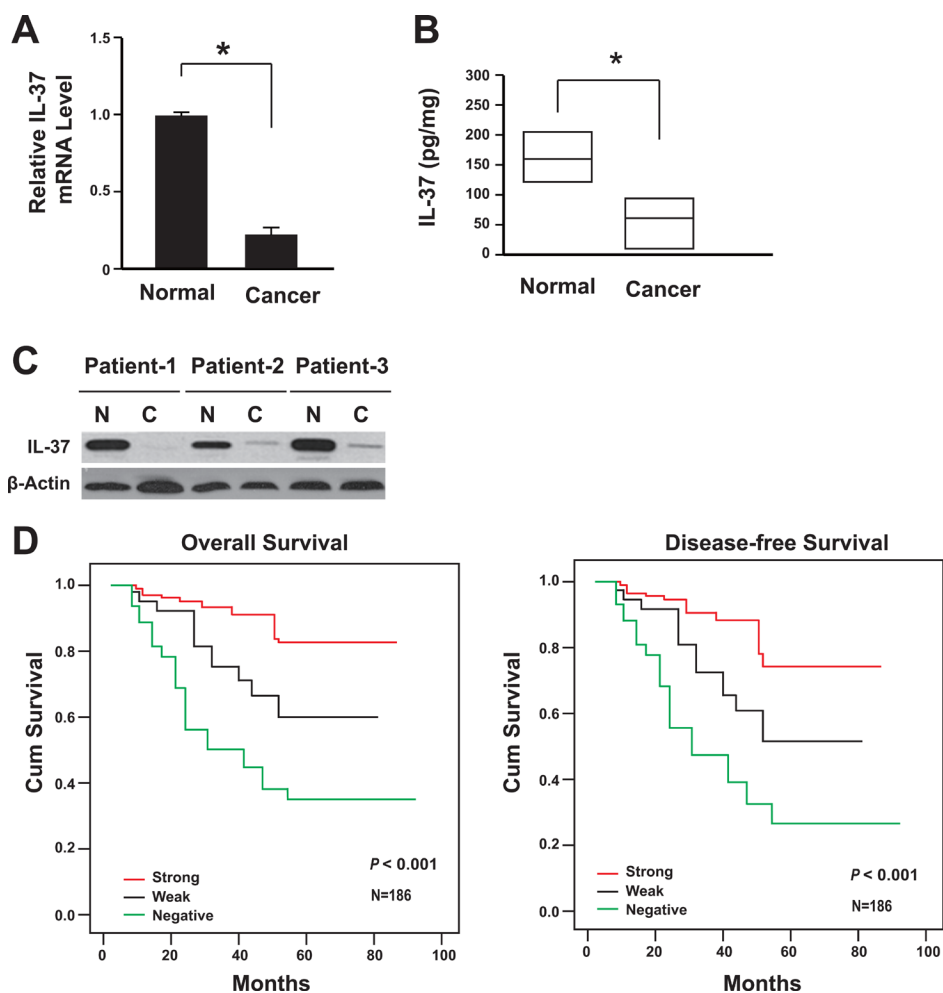 A
Relative IL-37
mRNA Level
1.5
1.0
0.5
0
*
Normal
Cancer
B
IL-37 (pg/mg)
300
250
200
150
100
50
0
*
Normal
Cancer
C
Patient-1 Patient-2 Patient-3
N C N C N C
IL-37
β-Actin
D
Overall Survival
Cum Survival
1.0
0.8
0.6
0.4
0.2
0.0
Strong
Weak
Negative
P < 0.001
N=186
0 20 40 60 80 100
Months
Disease-free Survival
Cum Survival
1.0
0.8
0.6
0.4
0.2
0.0
Strong
Weak
Negative
P < 0.001
N=186
0 20 40 60 80 100
Months